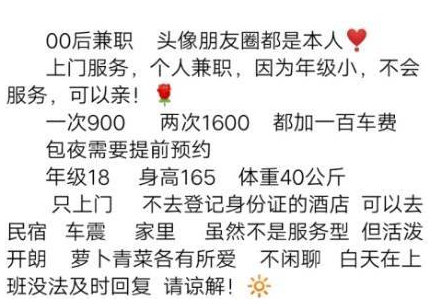 00后兼职 头像朋友圈都是本人❣️
上门服务，个人兼职，因为年级小，不会
服务，可以亲！🌹
一次900 两次1600 都加一百车费
包夜需要提前预约
年级18 身高165 体重40公斤
只上门 不去登记身份证的酒店 可以去
民宿 车震 家里 虽然不是服务型 但活泼
开朗 萝卜青菜各有所爱 不闲聊 白天在上
班没法及时回复 请谅解！🔆